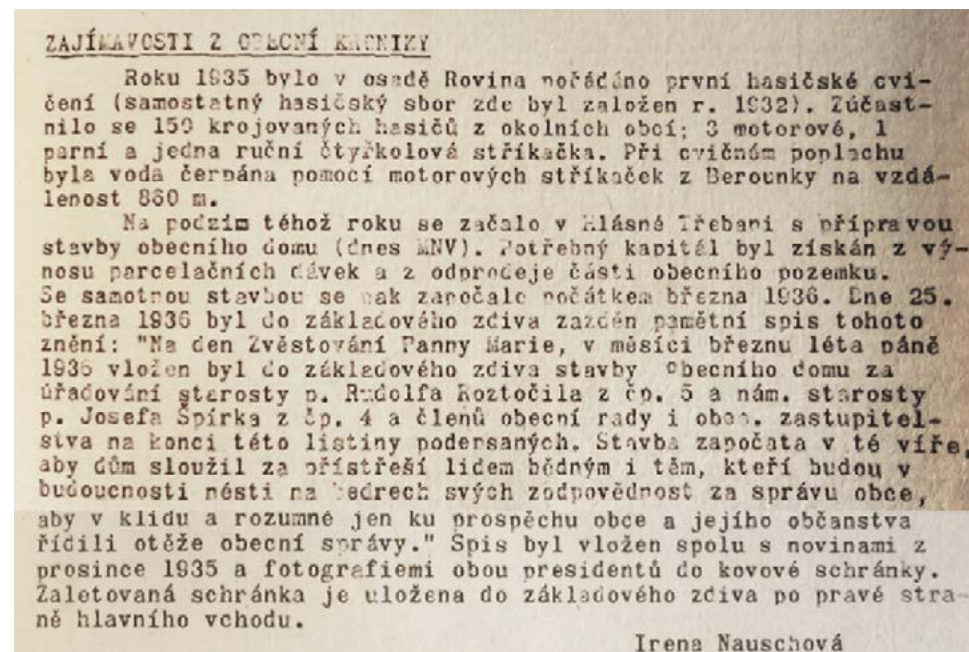 ZAJÍMAVOSTI Z OBECNÍ KRONIKY
Roku 1935 bylo v osadě Rovina pořádáno první hasičské cvi-
čení (samostatný hasičský sbor zde byl založen r. 1932). Zúčast-
nilo se 150 krojovaných hasičů z okolních obcí; 3 motorové, 1
parní a jedna ruční čtyřkolová stříkačka. Při cvičném poplachu
byla voda čerpána pomocí motorových stříkaček z Berounky na vzdá-
lenost m.
Na podzim téhož roku se začalo v Hlásné Třebani s přípravou
stavby obecního domu (dnes MNV). Potřebný kapitál byl získán z vý-
nosu parcelačních dávek a z odprodeje části obecního pozemku.
Se samotnou stavbou se pak započalo počátkem března 1936. Dne 25.
března 1936 byl do základového zdiva zazděn pamětní spis tohoto
znění: "Na den Zvěstování Panny Marie, v měsíci březnu léta páně
1936 vložen byl do základového zdiva stavby obecního domu za
úřadování starosty p. Rudolfa Roztočila z čp. 5 a nám. starosty
p. Josefa Špírka z čp. 4 a členů obecní rady i obec. zastupitel-
stva na konci této listiny podepsaných. Stavba započata v té víře,
aby dům sloužil za přístřeší lidem bědným i těm, kteří budou v
budoucnosti nésti na bedrech svých zodpovědnost za správu obce,
aby v klidu a rozumně jen ku prospěchu obce a jejího občanstva
řídili otěže obecní správy." Spis byl vložen spolu s novinami z
prosince 1935 a fotografiemi obou presidentů do kovové schránky.
Zaletovaná schránka je uložena do základového zdiva po pravé stra-
ně hlavního vchodu.
Irena Nauschová